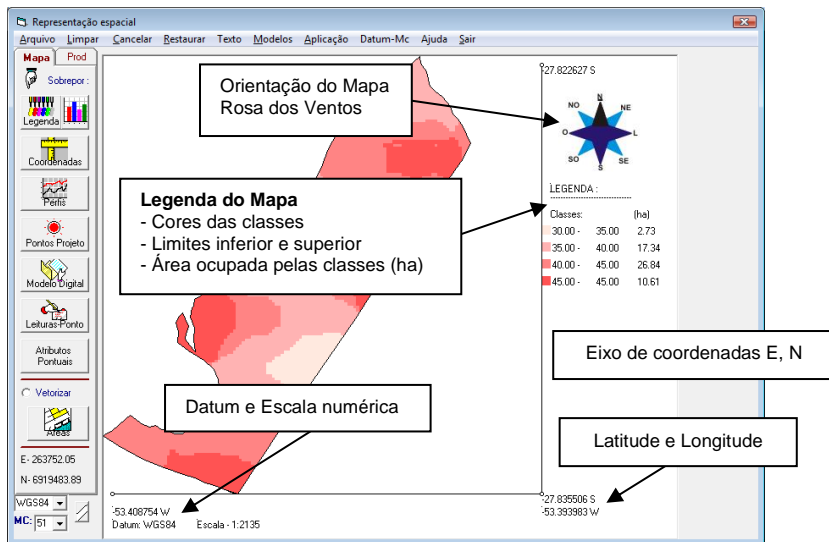 Representação espacial
Arquivo Limpar Cancelar Restaurar Texto Modelos Aplicação Datum-Mc Ajuda Sair
Mapa Prod
Sobrepor:
Legenda
Coordenadas
Perfis
Pontos Projeto
Modelo Digital
Leituras-Ponto
Atributos
Pontuais
Vetorizar
Áreas
E- 263752.05
N- 6919483.89
WGS84
MC: 51
Orientação do Mapa
Rosa dos Ventos
-27.822627 S
N
NO NE
O L
SO SE
S
Legenda do Mapa
- Cores das classes
- Limites inferior e superior
- Área ocupada pelas classes (ha)
LEGENDA :
Classes: (ha)
30.00 - 35.00 2.73
35.00 - 40.00 17.34
40.00 - 45.00 26.84
45.00 - 45.00 10.61
Eixo de coordenadas E, N
Datum e Escala numérica
Latitude e Longitude
-27.835506 S
-53.393983 W
-53.408754 W
Datum: WGS84 Escala - 1:2135